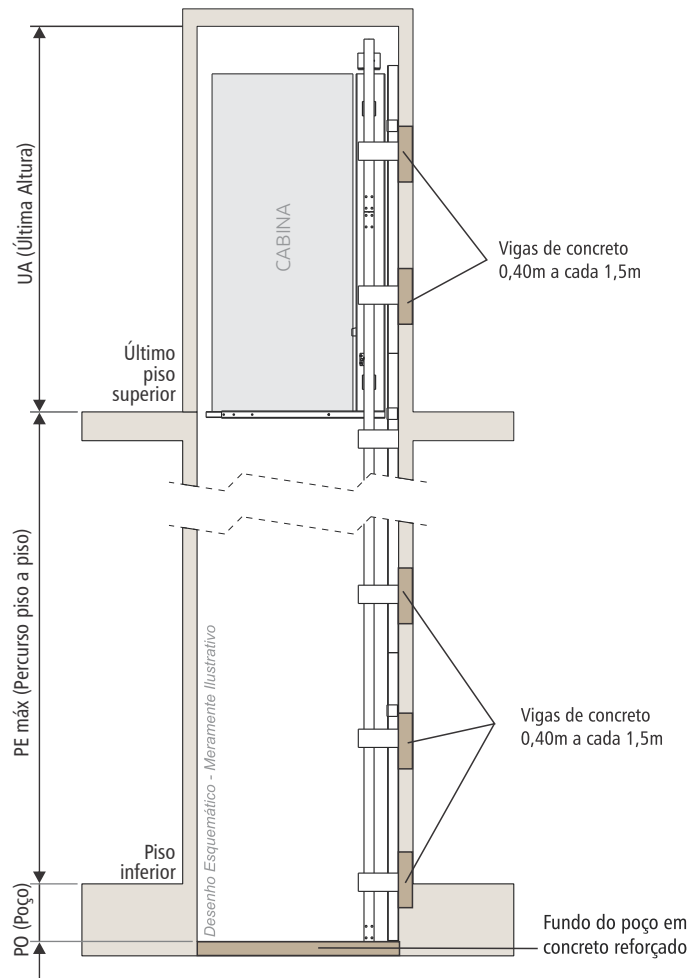 UA (Última Altura)
CABINA
Vigas de concreto
0,40m a cada 1,5m
Último
piso
superior
PE máx (Percurso piso a piso)
Desenho Esquemático - Meramente Ilustrativo
Vigas de concreto
0,40m a cada 1,5m
Piso
inferior
PO (Poço)
Fundo do poço em
concreto reforçado